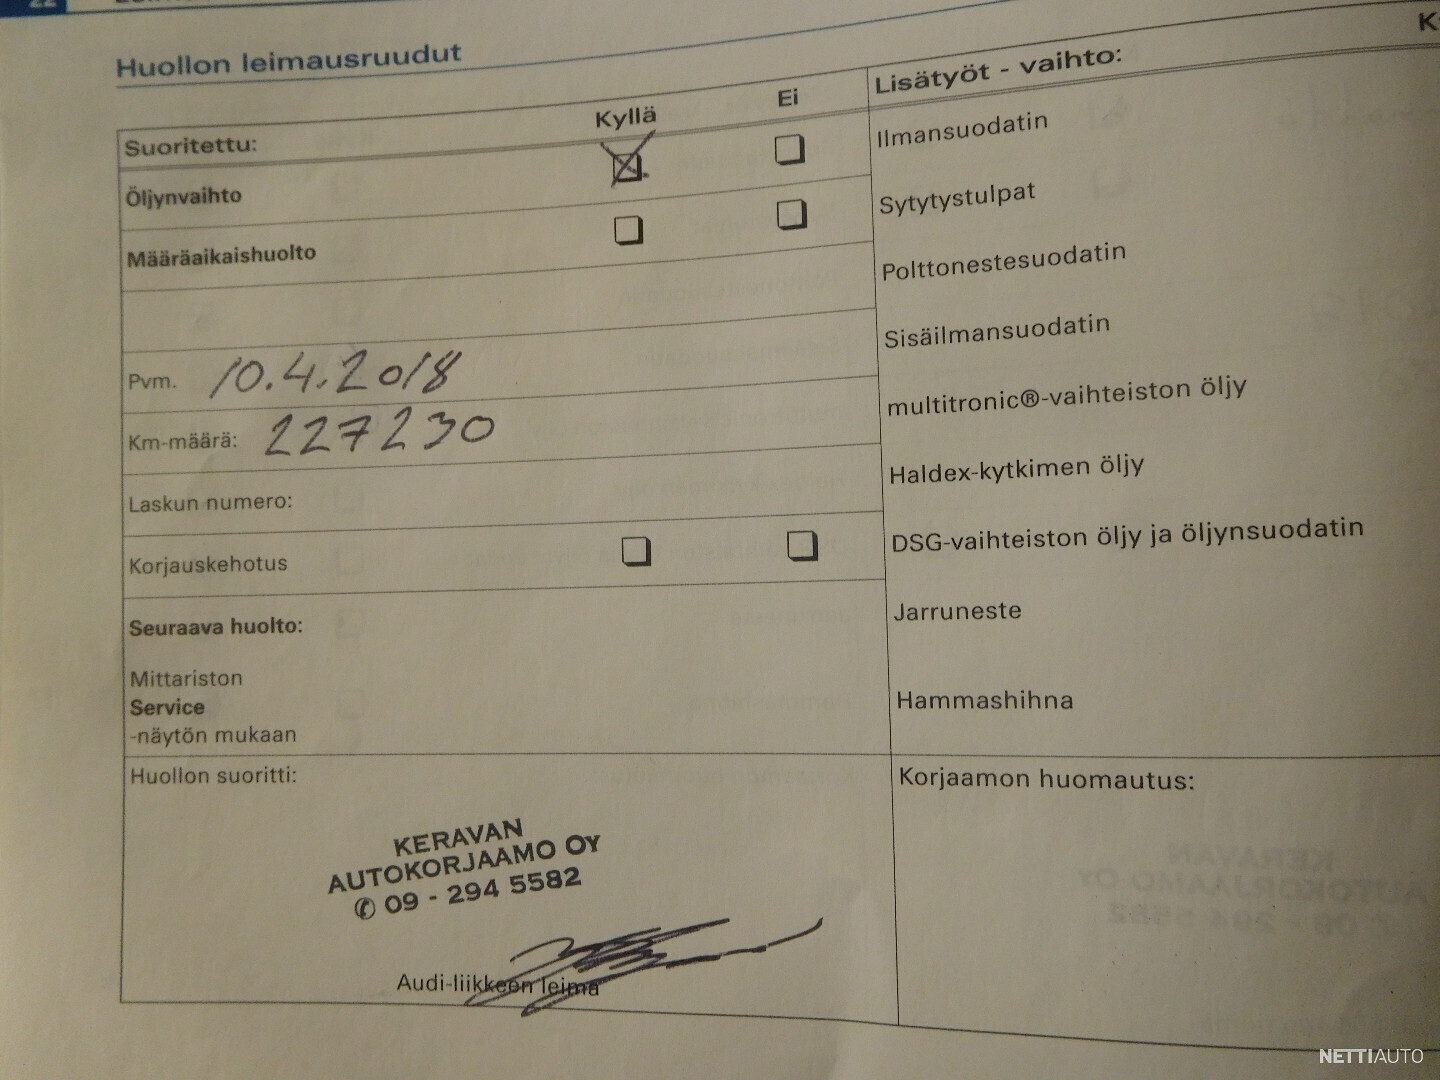 22
Huollon leimausruudut
Suoritettu:
Kyllä
Ei
Öljynvaihto
Määräaikaishuolto
Pvm. 10.4.2018
Km-määrä: 227230
Laskun numero:
Korjauskehotus
Seuraava huolto:
Mittariston
Service
-näytön mukaan
Huollon suoritti:
KERAVAN
AUTOKORJAAMO OY
✆ 09 - 294 5582
Audi-liikkeen leima
Lisätyöt - vaihto:
Ilmansuodatin
Sytytystulpat
Polttonestesuodatin
Sisäilmansuodatin
multitronic®-vaihteiston öljy
Haldex-kytkimen öljy
DSG-vaihteiston öljy ja öljynsuodatin
Jarruneste
Hammashihna
Korjaamon huomautus:
NETTIAUTO